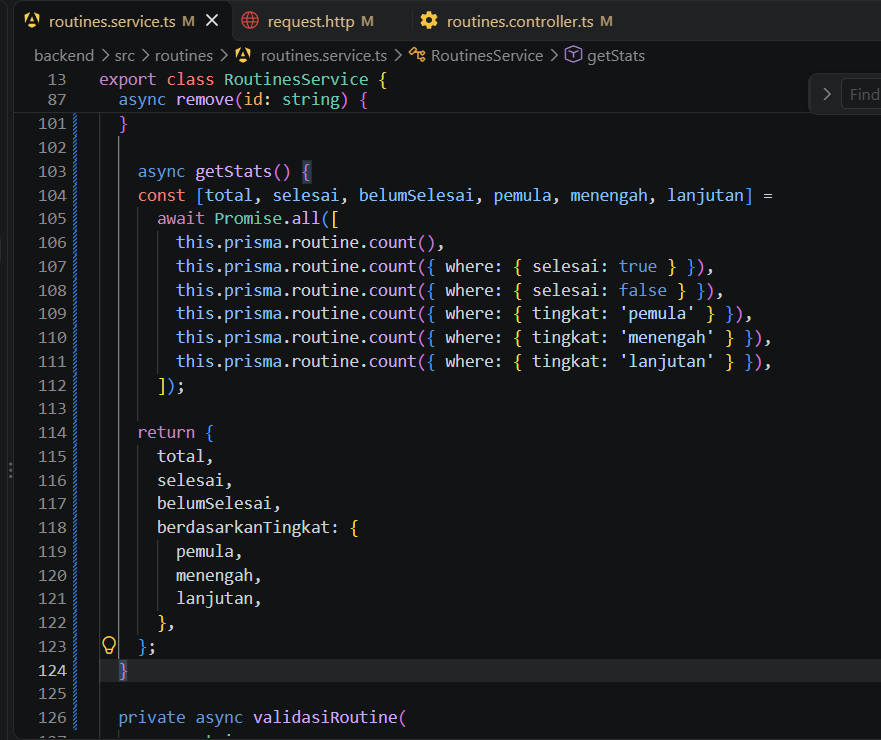 routines.service.ts M request.http M routines.controller.ts M
backend > src > routines > routines.service.ts > RoutinesService > getStats
13 export class RoutinesService {
87 async remove(id: string) {
> Find
101 }
102
103 async getStats() {
104 const [total, selesai, belumSelesai, pemula, menengah, lanjutan] =
105 await Promise.all([
106 this.prisma.routine.count(),
107 this.prisma.routine.count({ where: { selesai: true } }),
108 this.prisma.routine.count({ where: { selesai: false } }),
109 this.prisma.routine.count({ where: { tingkat: 'pemula' } }),
110 this.prisma.routine.count({ where: { tingkat: 'menengah' } }),
111 this.prisma.routine.count({ where: { tingkat: 'lanjutan' } }),
112 ]);
113
114 return {
115 total,
116 selesai,
117 belumSelesai,
118 berdasarkanTingkat: {
119 pemula,
120 menengah,
121 lanjutan,
122 },
123 };
124 }
125
126 private async validasiRoutine(